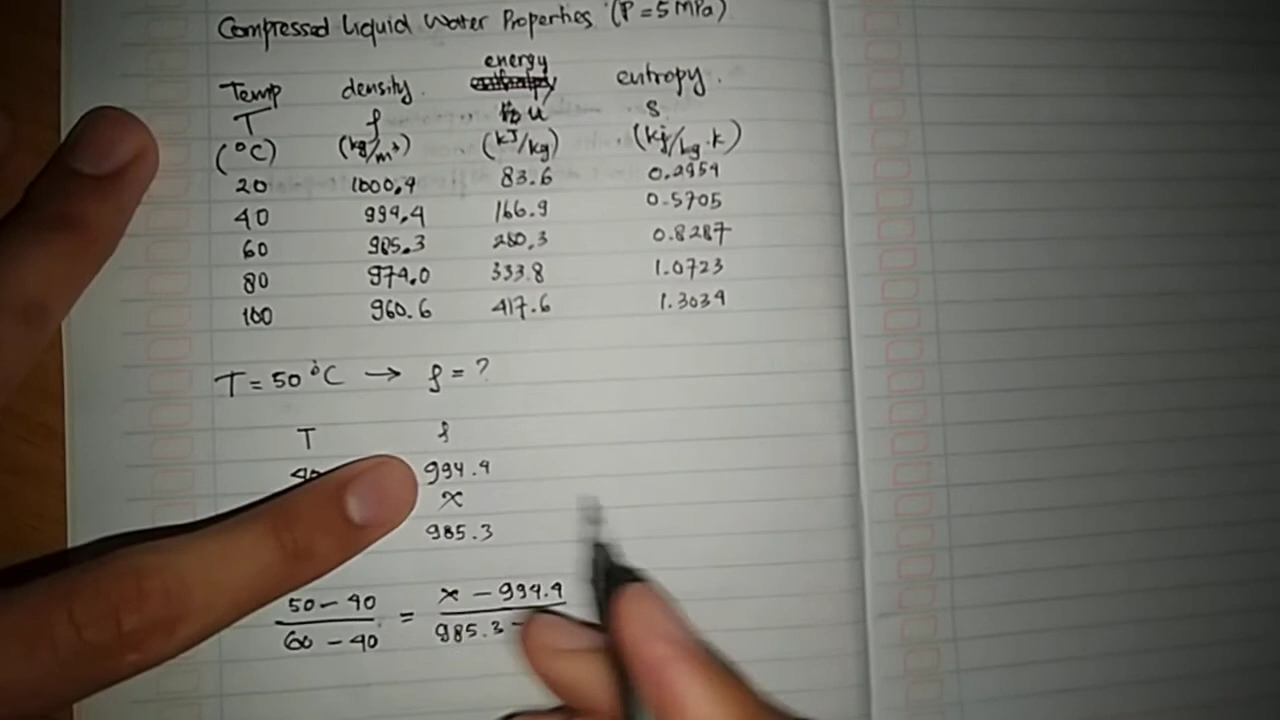 Compressed Liquid Water Properties (P = 5 MPa)
Temp density energy entropy
T ρ u s
(°C) (kg/m³) (kJ/kg) (kJ/kg·k)
20 1000.4 83.6 0.2954
40 994.4 166.9 0.5705
60 985.3 250.3 0.8287
80 974.0 333.8 1.0723
100 960.6 417.6 1.3034
T = 50°C → ρ = ?
T ρ
40 994.4
x
985.3
50 - 40 = x - 994.4
60 - 40 985.3 -